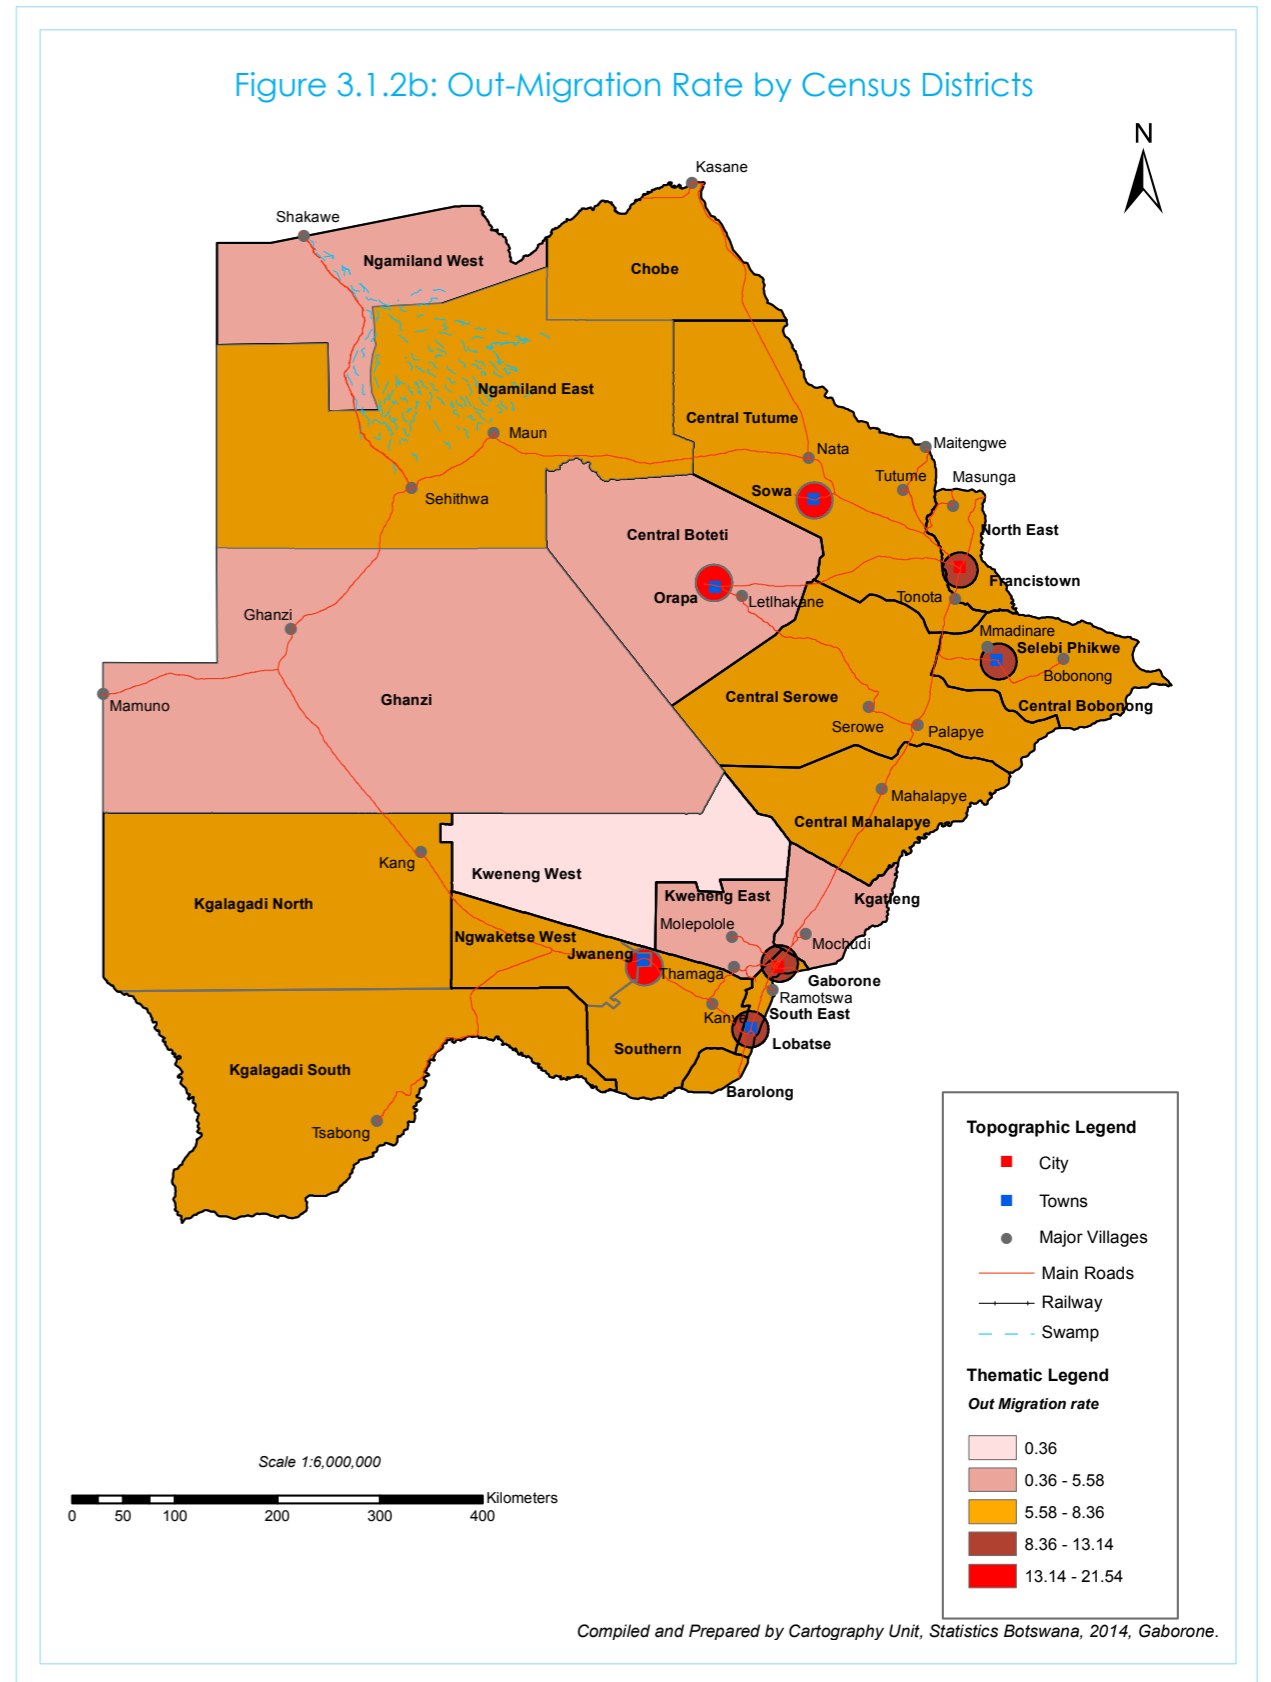 Figure 3.1.2b: Out-Migration Rate by Census Districts
N
Kasane
Shakawe
Ngamiland West
Chobe
Ngamiland East
Central Tutume
Maun
Nata
Maitengwe
Tutume
Masunga
Sowa
Sehithwa
North East
Central Boteti
Francistown
Orapa
Letlhakane
Tonota
Ghanzi
Mmadinare
Selebi Phikwe
Bobonong
Mamuno
Ghanzi
Central Serowe
Central Bobonong
Serowe
Palapye
Mahalapye
Central Mahalapye
Kang
Kweneng West
Kweneng East
Kgatleng
Kgalagadi North
Molepolole
Ngwaketse West
Mochudi
Jwaneng
Thamaga
Gaborone
Ramotswa
Kanye
South East
Lobatse
Southern
Kgalagadi South
Barolong
Tsabong
Topographic Legend
City
Towns
Major Villages
Main Roads
Railway
Swamp
Thematic Legend
Out Migration rate
0.36
0.36 - 5.58
5.58 - 8.36
8.36 - 13.14
13.14 - 21.54
Scale 1:6,000,000
Kilometers
0 50 100 200 300 400
Compiled and Prepared by Cartography Unit, Statistics Botswana, 2014, Gaborone.